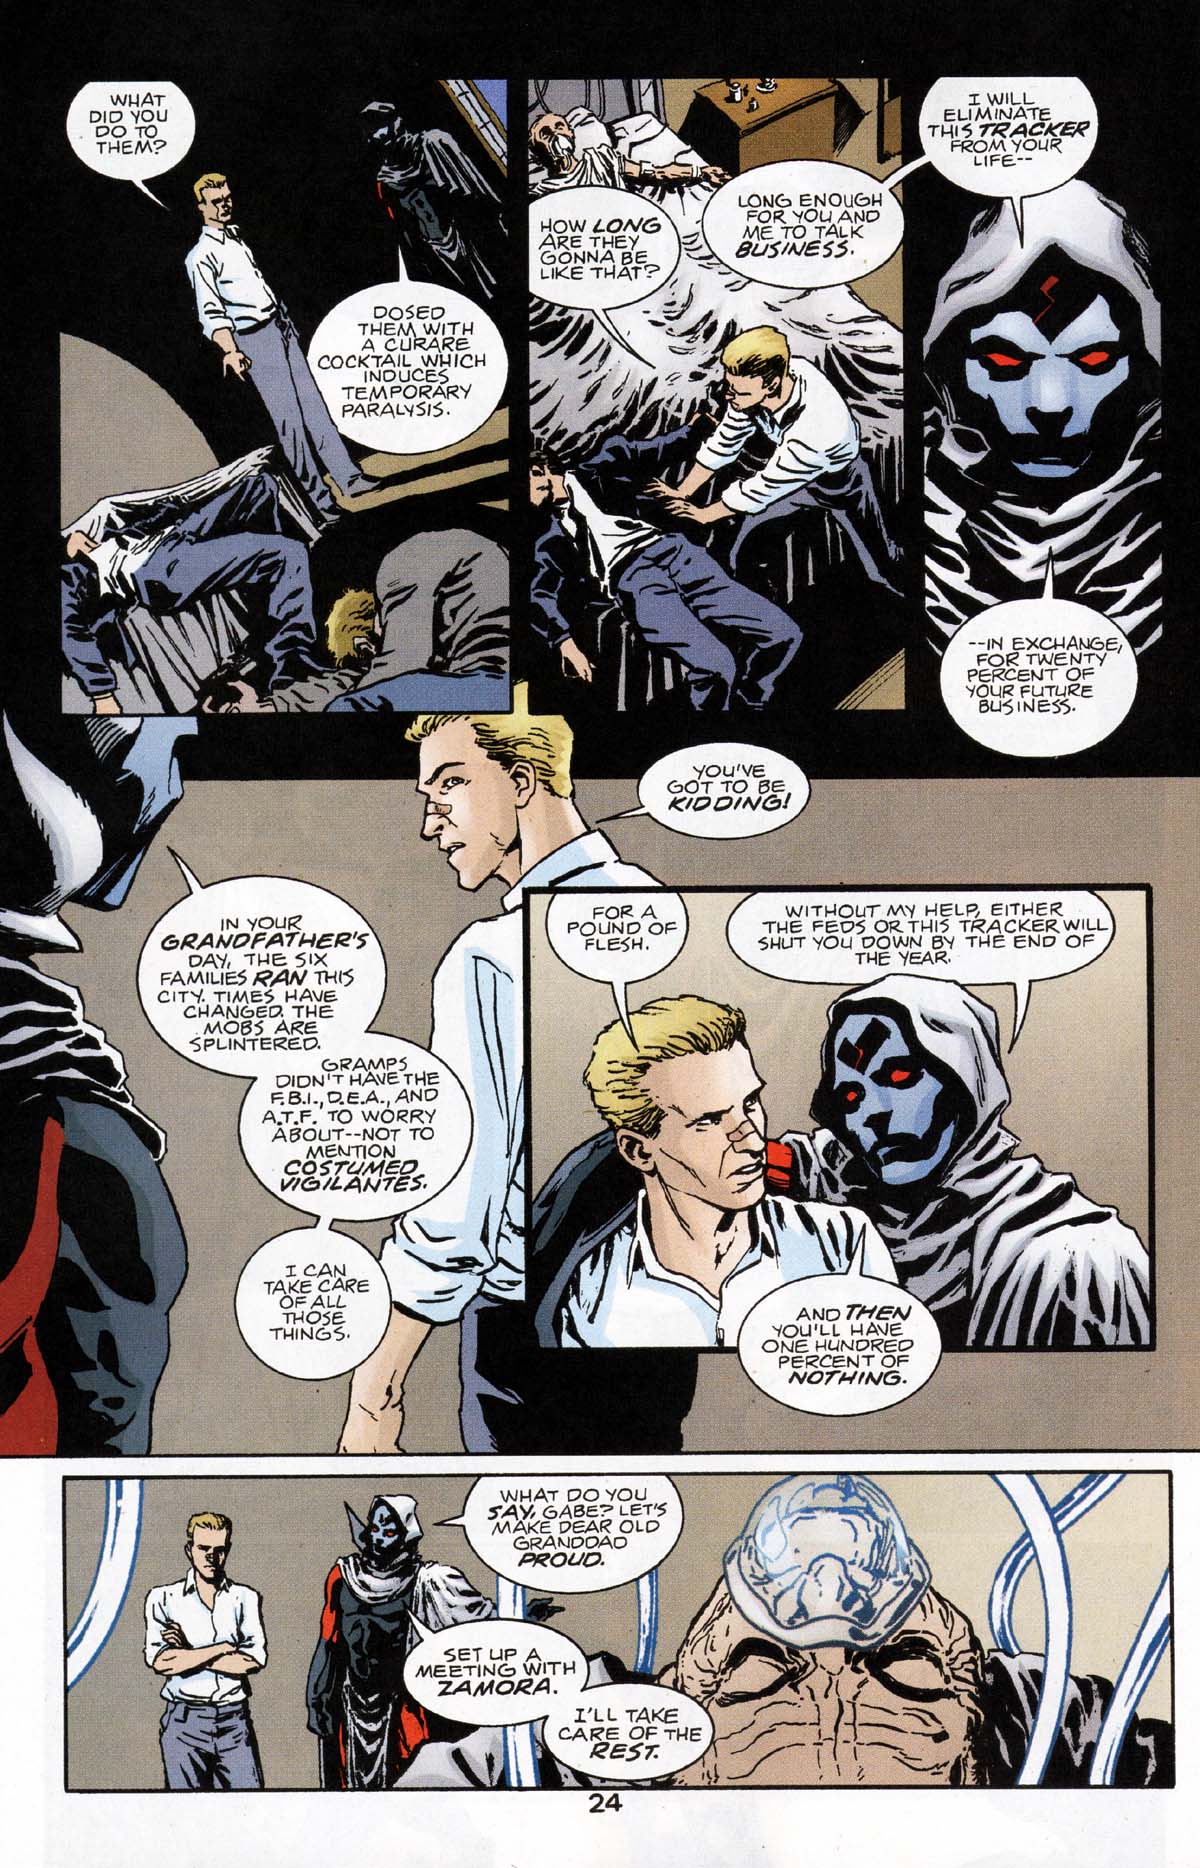 WHAT
DID YOU
DO TO
THEM?
DOSED
THEM WITH
A CURARE
COCKTAIL WHICH
INDUCES
TEMPORARY
PARALYSIS.
HOW LONG
ARE THEY
GONNA BE
LIKE THAT?
LONG ENOUGH
FOR YOU AND
ME TO TALK
BUSINESS.
I WILL
ELIMINATE
THIS TRACKER
FROM YOUR
LIFE--
--IN EXCHANGE,
FOR TWENTY
PERCENT OF
YOUR FUTURE
BUSINESS.
YOU'VE
GOT TO BE
KIDDING!
IN YOUR
GRANDFATHER'S
DAY, THE SIX
FAMILIES RAN THIS
CITY. TIMES HAVE
CHANGED. THE
MOBS ARE
SPLINTERED.
GRAMPS
DIDN'T HAVE THE
F.B.I., D.E.A., AND
A.T.F. TO WORRY
ABOUT--NOT TO
MENTION
COSTUMED
VIGILANTES.
I CAN
TAKE CARE
OF ALL
THOSE
THINGS.
FOR A
POUND OF
FLESH.
WITHOUT MY HELP, EITHER
THE FEDS OR THIS TRACKER WILL
SHUT YOU DOWN BY THE END OF
THE YEAR.
AND THEN
YOU'LL HAVE
ONE HUNDRED
PERCENT OF
NOTHING.
WHAT DO YOU
SAY, GABE? LET'S
MAKE DEAR OLD
GRANDDAD
PROUD.
SET UP A
MEETING WITH
ZAMORA.
I'LL TAKE
CARE OF THE
REST.
24